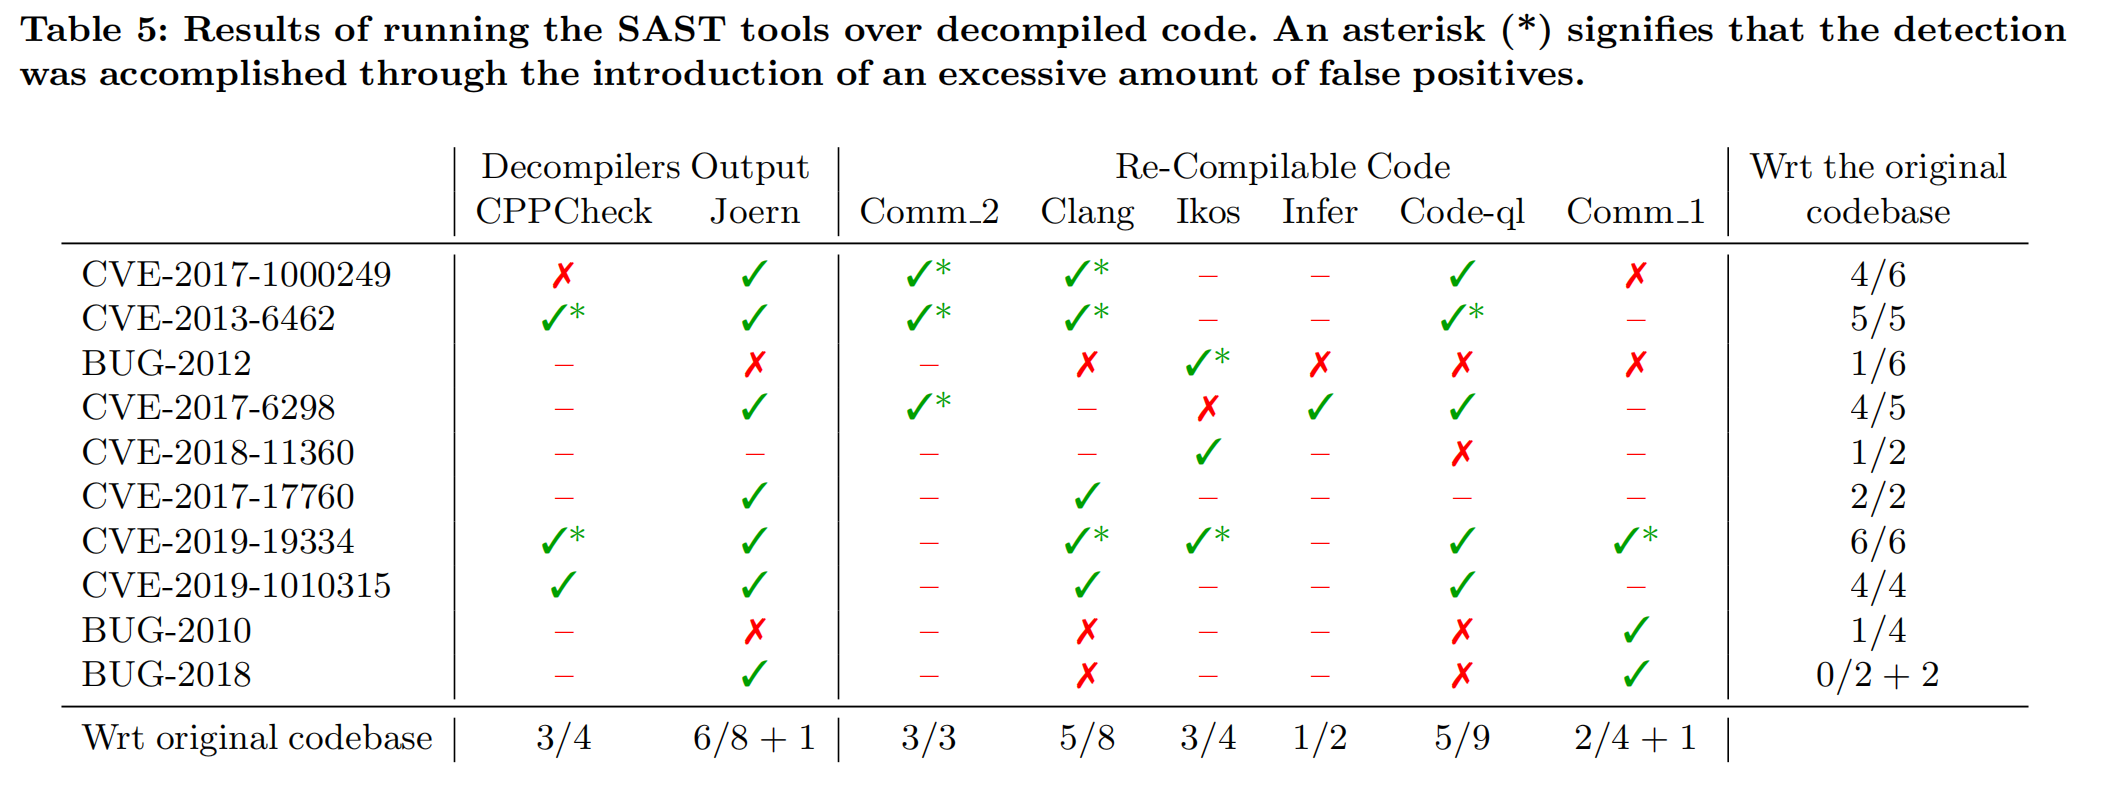 Table 5: Results of running the SAST tools over decompiled code. An asterisk (*) signifies that the detection
was accomplished through the introduction of an excessive amount of false positives.
Decompilers Output Re-Compilable Code Wrt the original
CPPCheck Joern Comm_2 Clang Ikos Infer Code-ql Comm_1 codebase
CVE-2017-1000249 ✗ ✓ ✓* ✓* – – ✓ ✗ 4/6
CVE-2013-6462 ✓* ✓ ✓* ✓* – – ✓* – 5/5
BUG-2012 – ✗ – ✗ ✓* ✗ ✗ ✗ 1/6
CVE-2017-6298 – ✓ ✓* – ✗ ✓ ✓ – 4/5
CVE-2018-11360 – – – – ✓ – ✗ – 1/2
CVE-2017-17760 – ✓ – ✓ – – – – 2/2
CVE-2019-19334 ✓* ✓ – ✓* ✓* – ✓ ✓* 6/6
CVE-2019-1010315 ✓ ✓ – ✓ – – ✓ – 4/4
BUG-2010 – ✗ – ✗ – – ✗ ✓ 1/4
BUG-2018 – ✓ – ✗ – – ✗ ✓ 0/2 + 2
Wrt original codebase 3/4 6/8 + 1 3/3 5/8 3/4 1/2 5/9 2/4 + 1